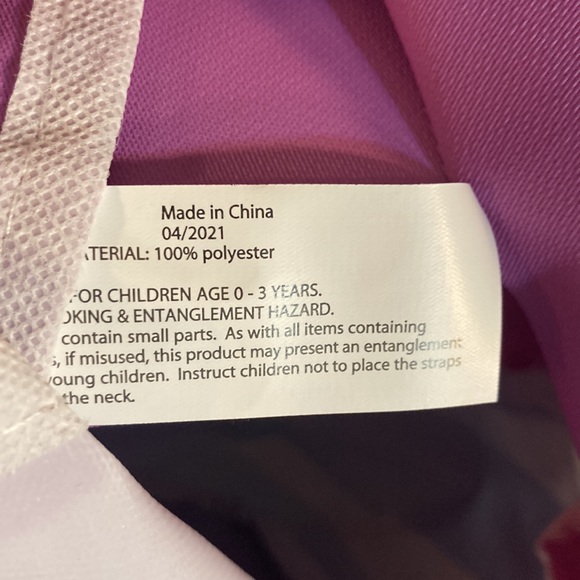 Made in China
04/2021
ATERIAL: 100% polyester
FOR CHILDREN AGE 0 - 3 YEARS.
OKING & ENTANGLEMENT HAZARD.
contain small parts. As with all items containing
s, if misused, this product may present an entanglement
young children. Instruct children not to place the straps
the neck.